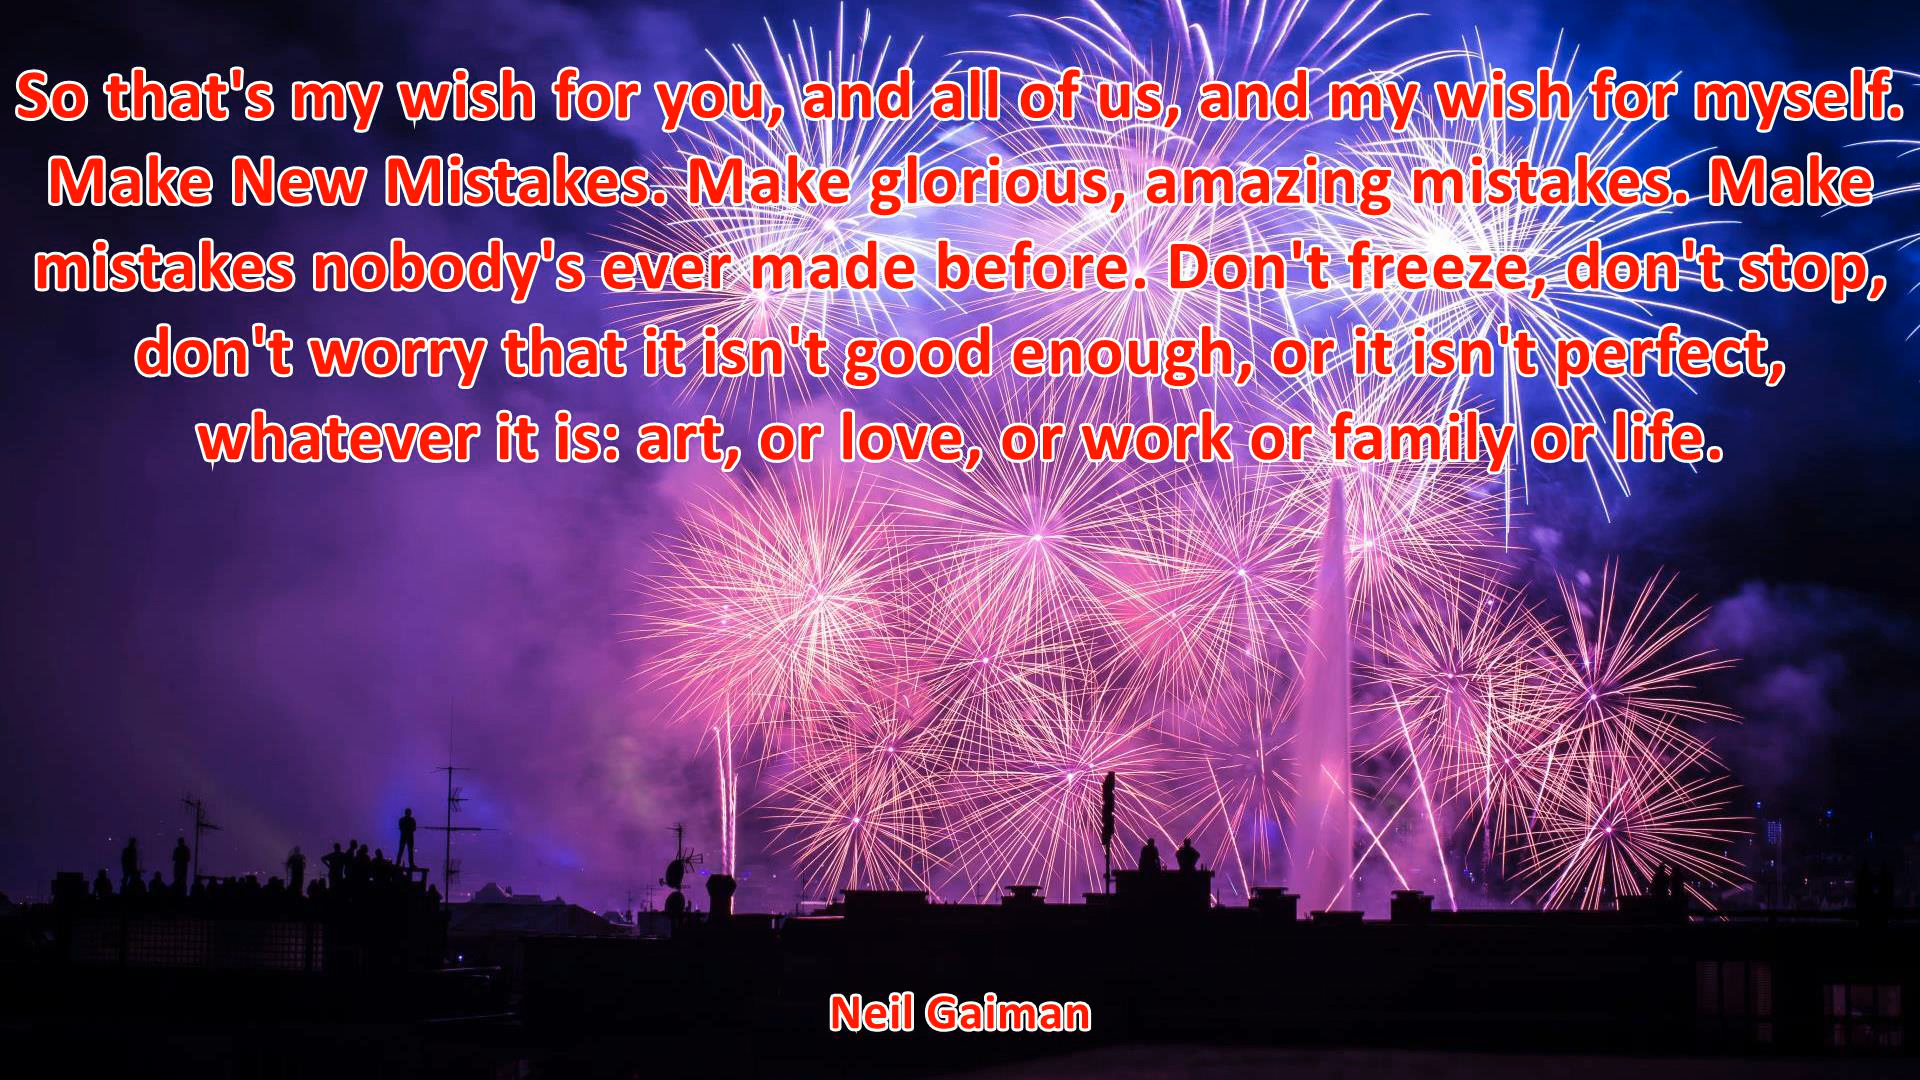 So that's my wish for you, and all of us, and my wish for myself.
Make New Mistakes. Make glorious, amazing mistakes. Make
mistakes nobody's ever made before. Don't freeze, don't stop,
don't worry that it isn't good enough, or it isn't perfect,
whatever it is: art, or love, or work or family or life.
Neil Gaiman